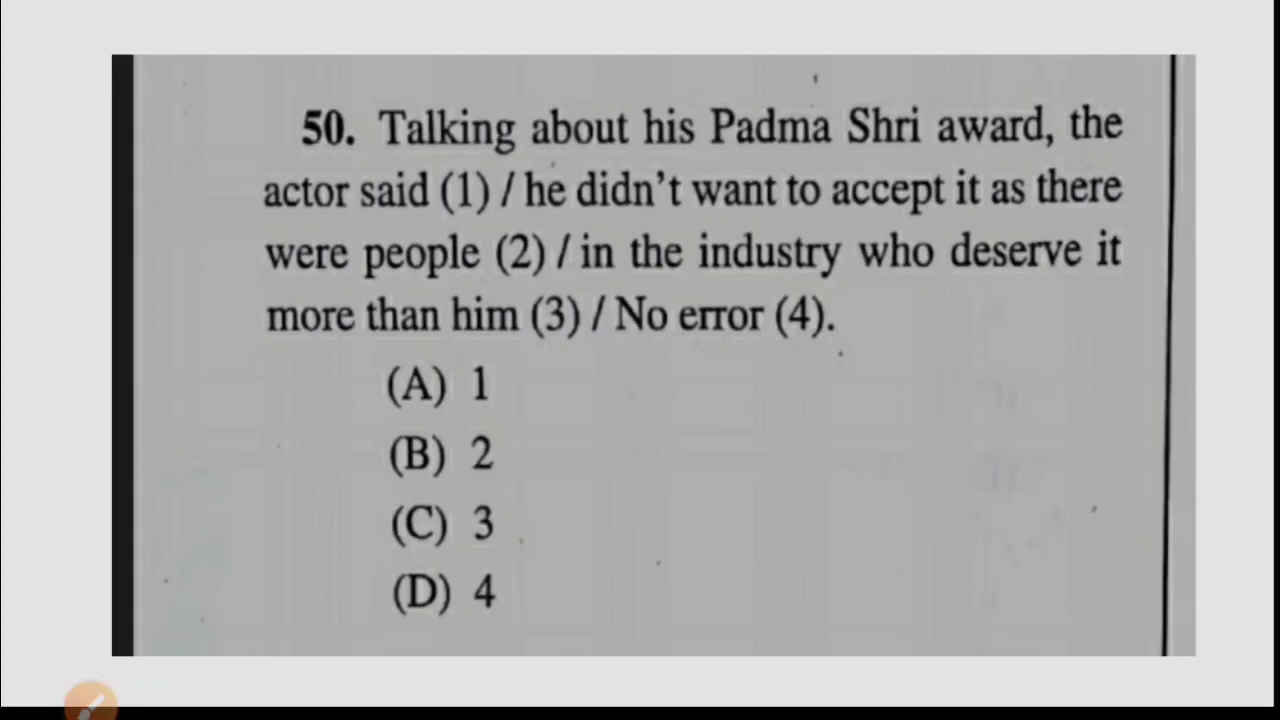 50. Talking about his Padma Shri award, the
actor said (1) / he didn't want to accept it as there
were people (2) / in the industry who deserve it
more than him (3) / No error (4).
(A) 1
(B) 2
(C) 3
(D) 4